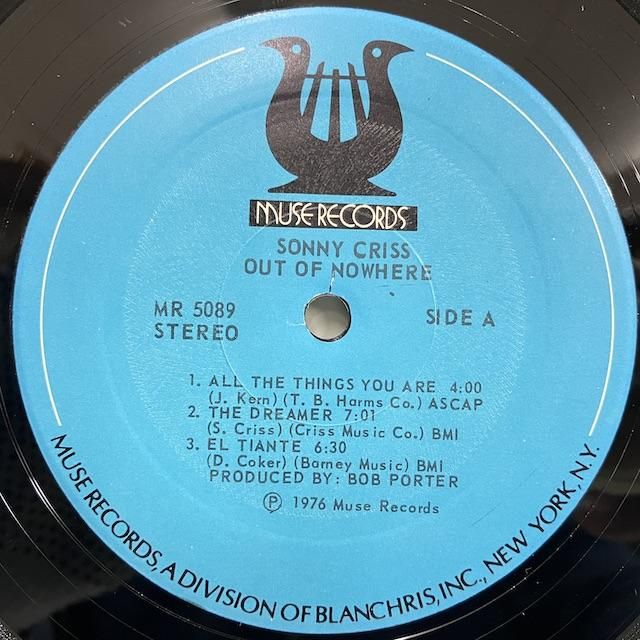 MUSE RECORDS
SONNY CRISS
OUT OF NOWHERE
MR 5089
STEREO
SIDE A
1. ALL THE THINGS YOU ARE 4:00
(J. Kern) (T. B. Harms Co.) ASCAP
2. THE DREAMER 7:01
(S. Criss) (Criss Music Co.) BMI
3. EL TIANTE 6:30
(D. Coker) (Barney Music) BMI
PRODUCED BY: BOB PORTER
Ⓟ 1976 Muse Records
MUSE RECORDS, A DIVISION OF BLANCHRIS, INC., NEW YORK, N.Y.